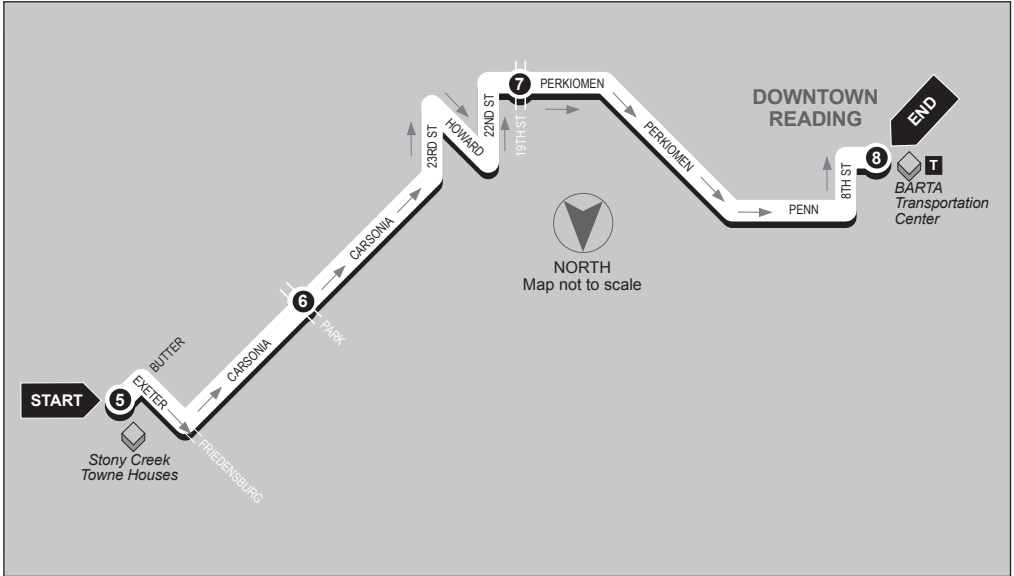 START
5
Stony Creek
Towne Houses
BUTTER
EXETER
FRIEDENSBURG
CARSONIA
6
PARK
CARSONIA
23RD ST
HOWARD
22ND ST
7
19TH ST
PERKIOMEN
PERKIOMEN
NORTH
Map not to scale
PENN
8TH ST
DOWNTOWN
READING
8
END
T
BARTA
Transportation
Center